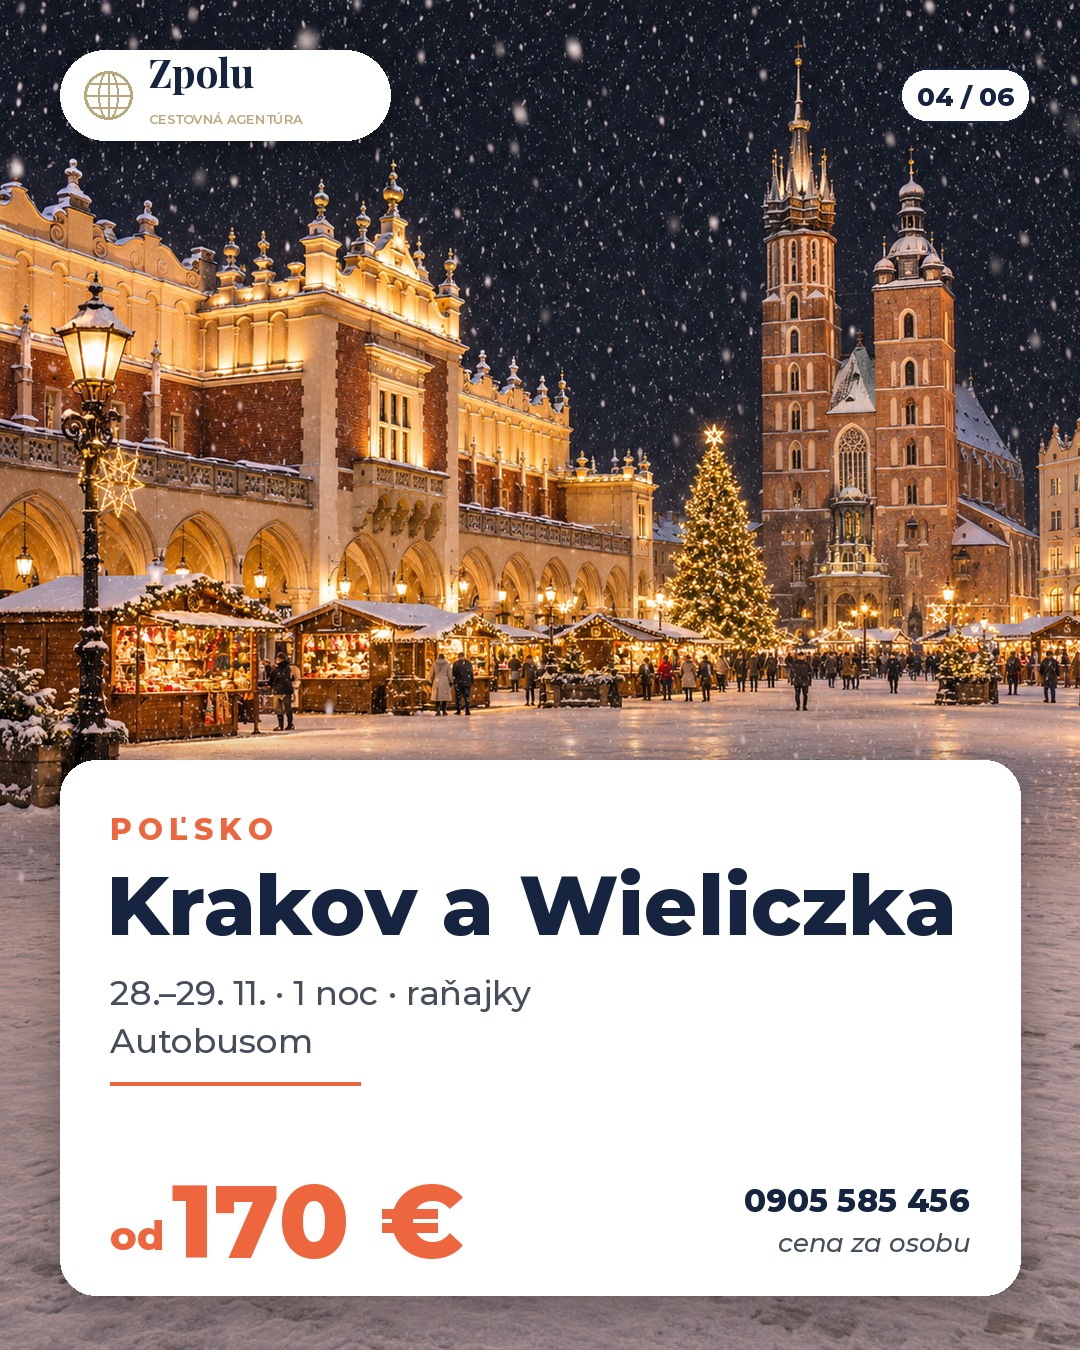 Zpolu
CESTOVNÁ AGENTÚRA
04 / 06
POĽSKO
Krakov a Wieliczka
28.–29. 11. · 1 noc · raňajky
Autobusom
od 170 €
0905 585 456
cena za osobu